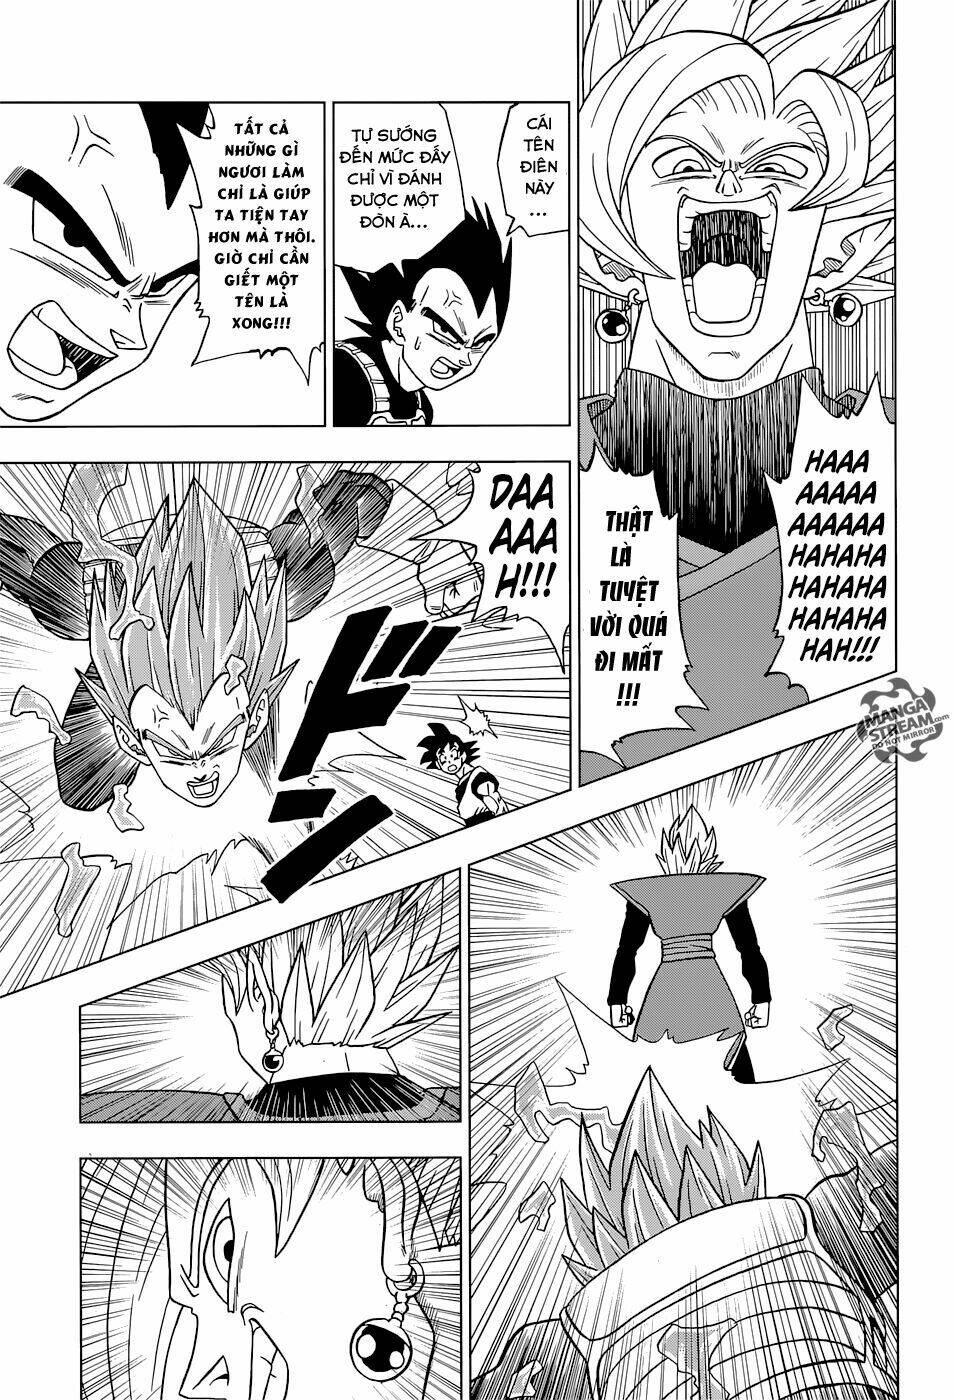 HAAA
AAAAA
AAAAAA
HAHAHA
HAHAHA
HAHAHA
HAH!!!
THẬT
LÀ
TUYỆT
VỜI QUÁ
ĐI MẤT
!!!
CÁI
TÊN
ĐIÊN
NÀY
...
TỰ SƯỚNG
ĐẾN MỨC ĐẤY
CHỈ VÌ ĐÁNH
ĐƯỢC MỘT
ĐÒN À...
TẤT CẢ
NHỮNG GÌ
NGƯƠI LÀM
CHỈ LÀ GIÚP
TA TIỆN TAY
HƠN MÀ THÔI.
GIỜ CHỈ CẦN
GIẾT MỘT
TÊN LÀ
XONG!!!
DAA
AAA
H!!!
ドン
MANGA
STREAM.com
DO NOT MIRROR!